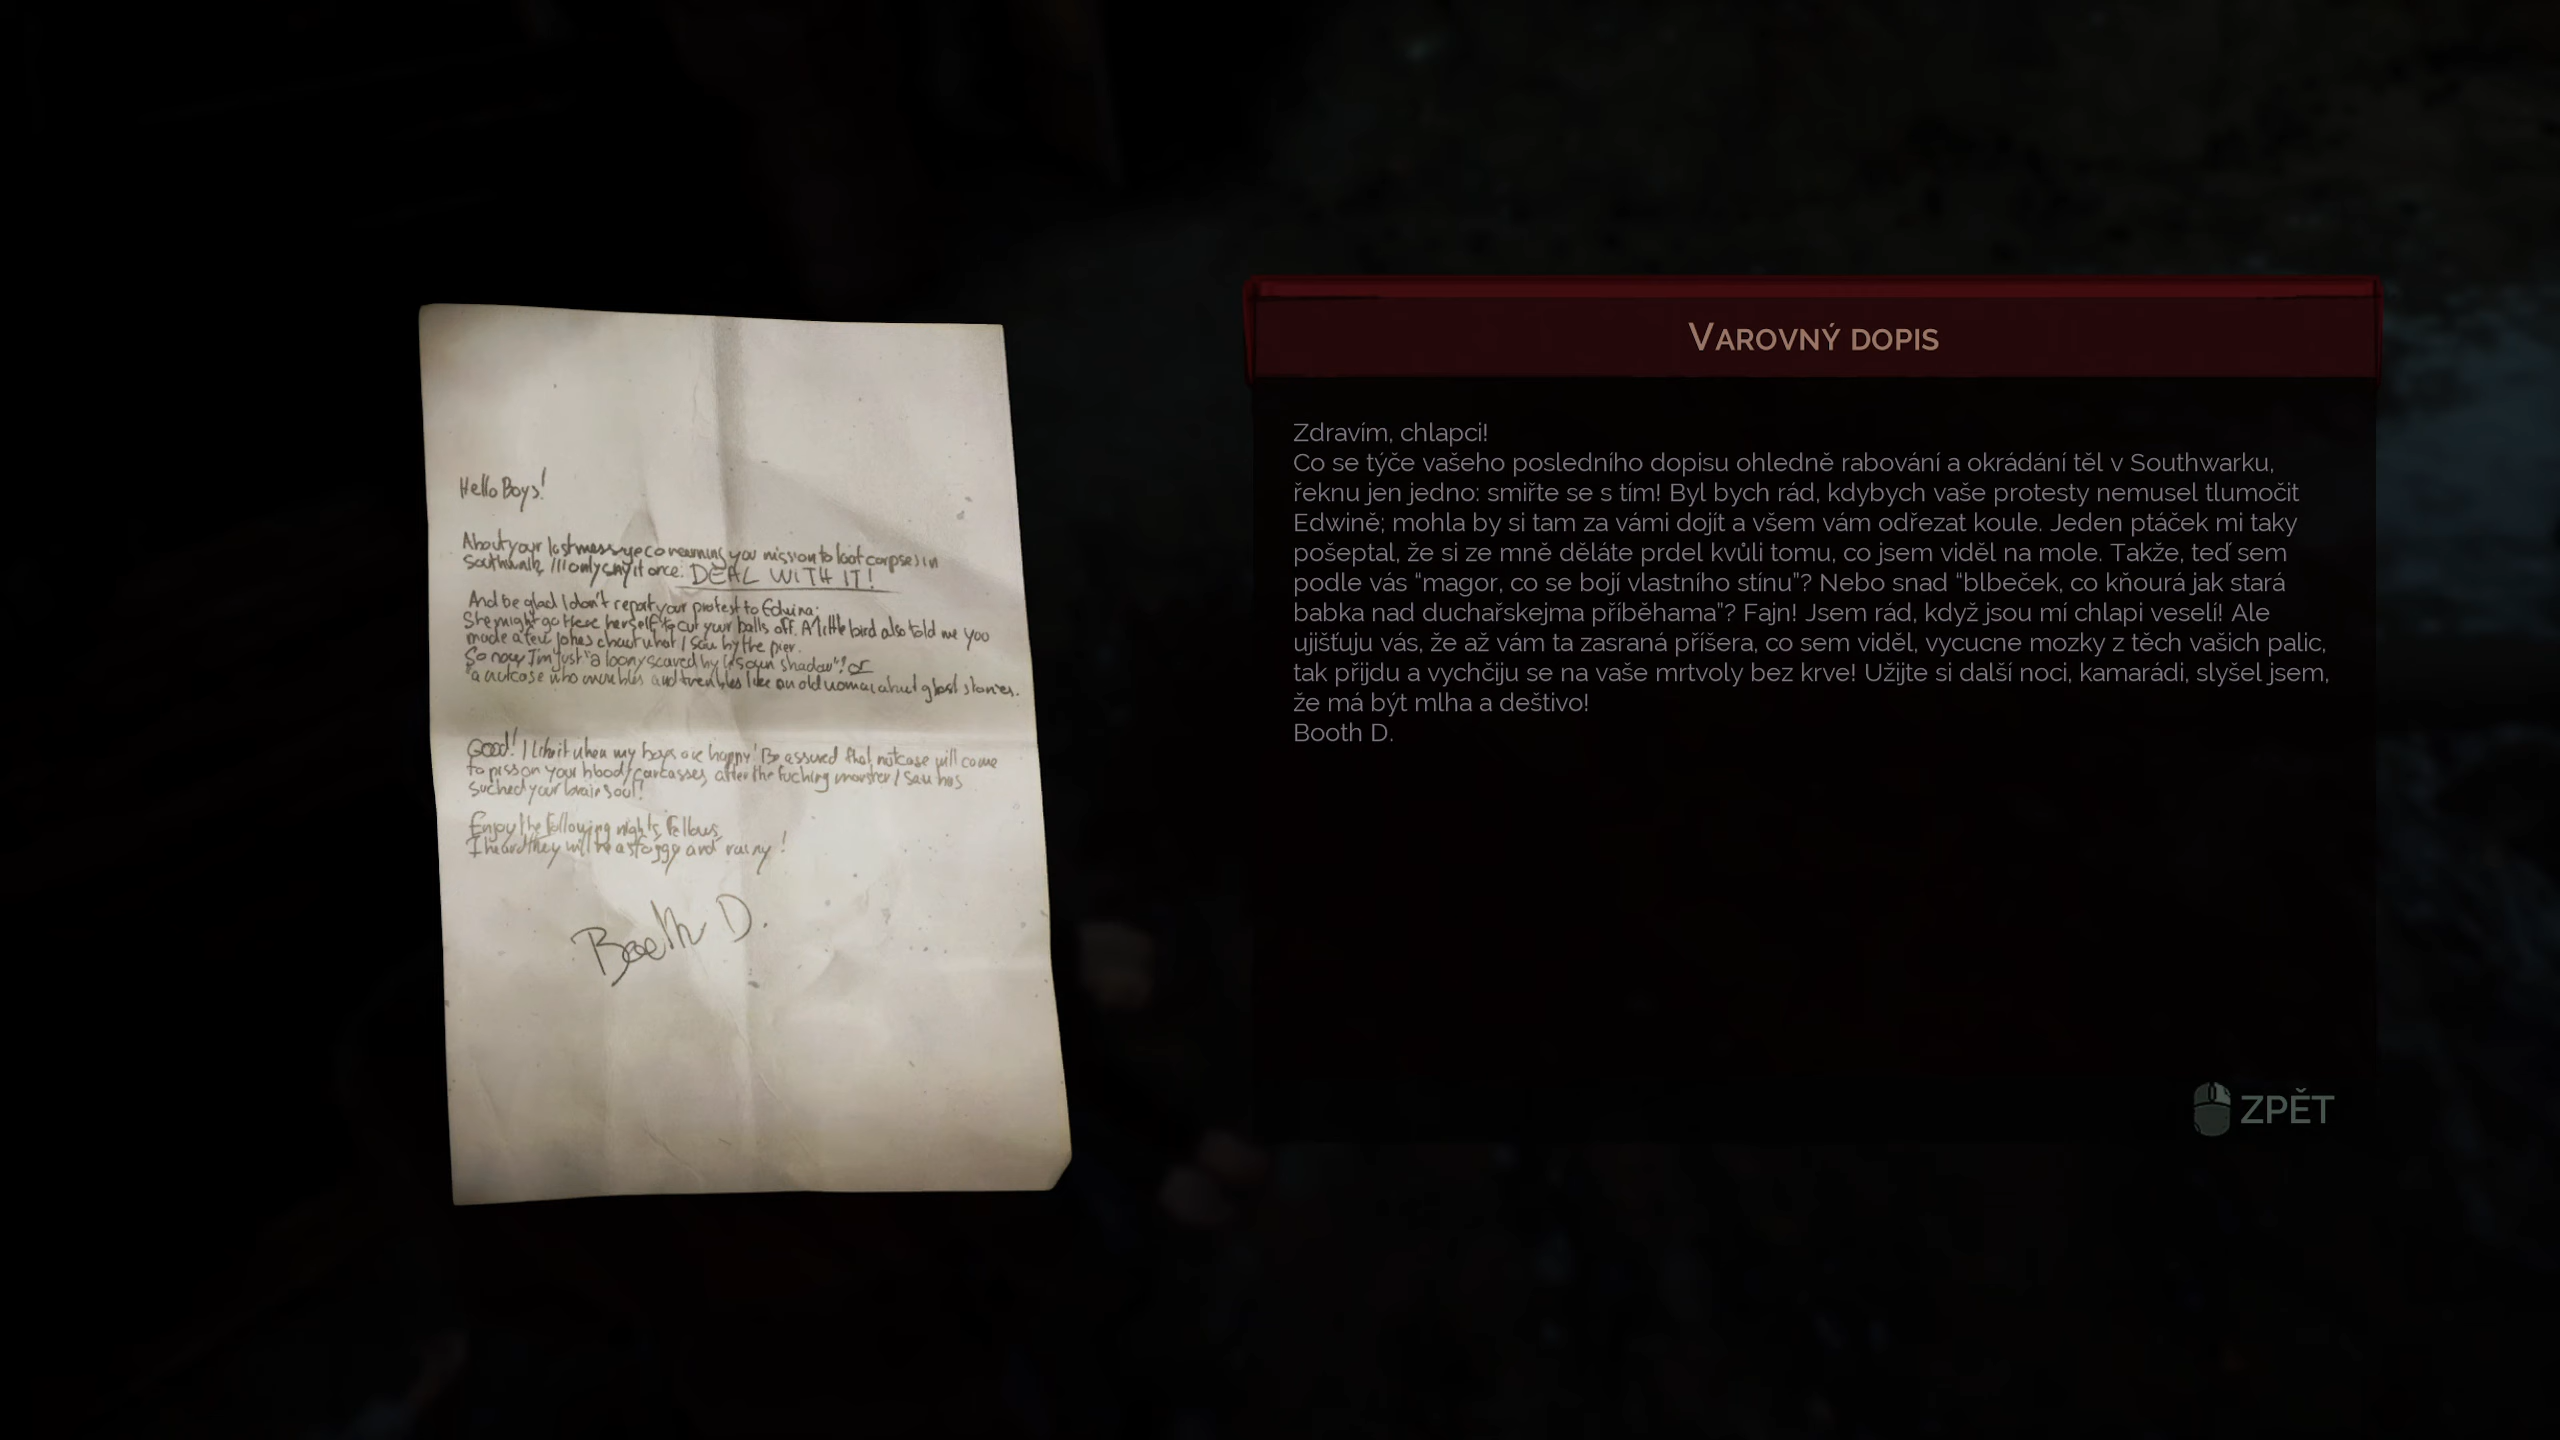 Hello Boys!
About your last message concerning you mission to loot corpses in
Southwark, I'll only say it once: DEAL WITH IT!
And be glad I don't report your protest to Edwina;
She might go these herself to cut your balls off. A little bird also told me you
made a few jokes about what I saw by the pier.
So now I'm just "a loony scared by his own shadow"? or
"a nutcase who mumbles and trembles like an old woman about ghost stories.
Good! I like it when my boys are happy! Be assured that nutcase will come
to piss on your bloody carcasses, after the fucking monster I saw has
sucked your brain soul!
Enjoy the following nights, fellows,
I heard they will be as foggy and rainy!
Booth D.
VAROVNÝ DOPIS
Zdravím, chlapci!
Co se týče vašeho posledního dopisu ohledně rabování a okrádání těl v Southwarku,
řeknu jen jedno: smiřte se s tím! Byl bych rád, kdybych vaše protesty nemusel tlumočit
Edwině; mohla by si tam za vámi dojít a všem vám odřezat koule. Jeden ptáček mi taky
pošeptal, že si ze mně děláte prdel kvůli tomu, co jsem viděl na mole. Takže, teď sem
podle vás “magor, co se bojí vlastního stínu”? Nebo snad “blbeček, co kňourá jak stará
babka nad duchařskejma příběhama”? Fajn! Jsem rád, když jsou mí chlapi veselí! Ale
ujišťuju vás, že až vám ta zasraná příšera, co sem viděl, vycucne mozky z těch vašich palic,
tak přijdu a vychčiju se na vaše mrtvoly bez krve! Užijte si další noci, kamarádi, slyšel jsem,
že má být mlha a deštivo!
Booth D.
ZPĚT